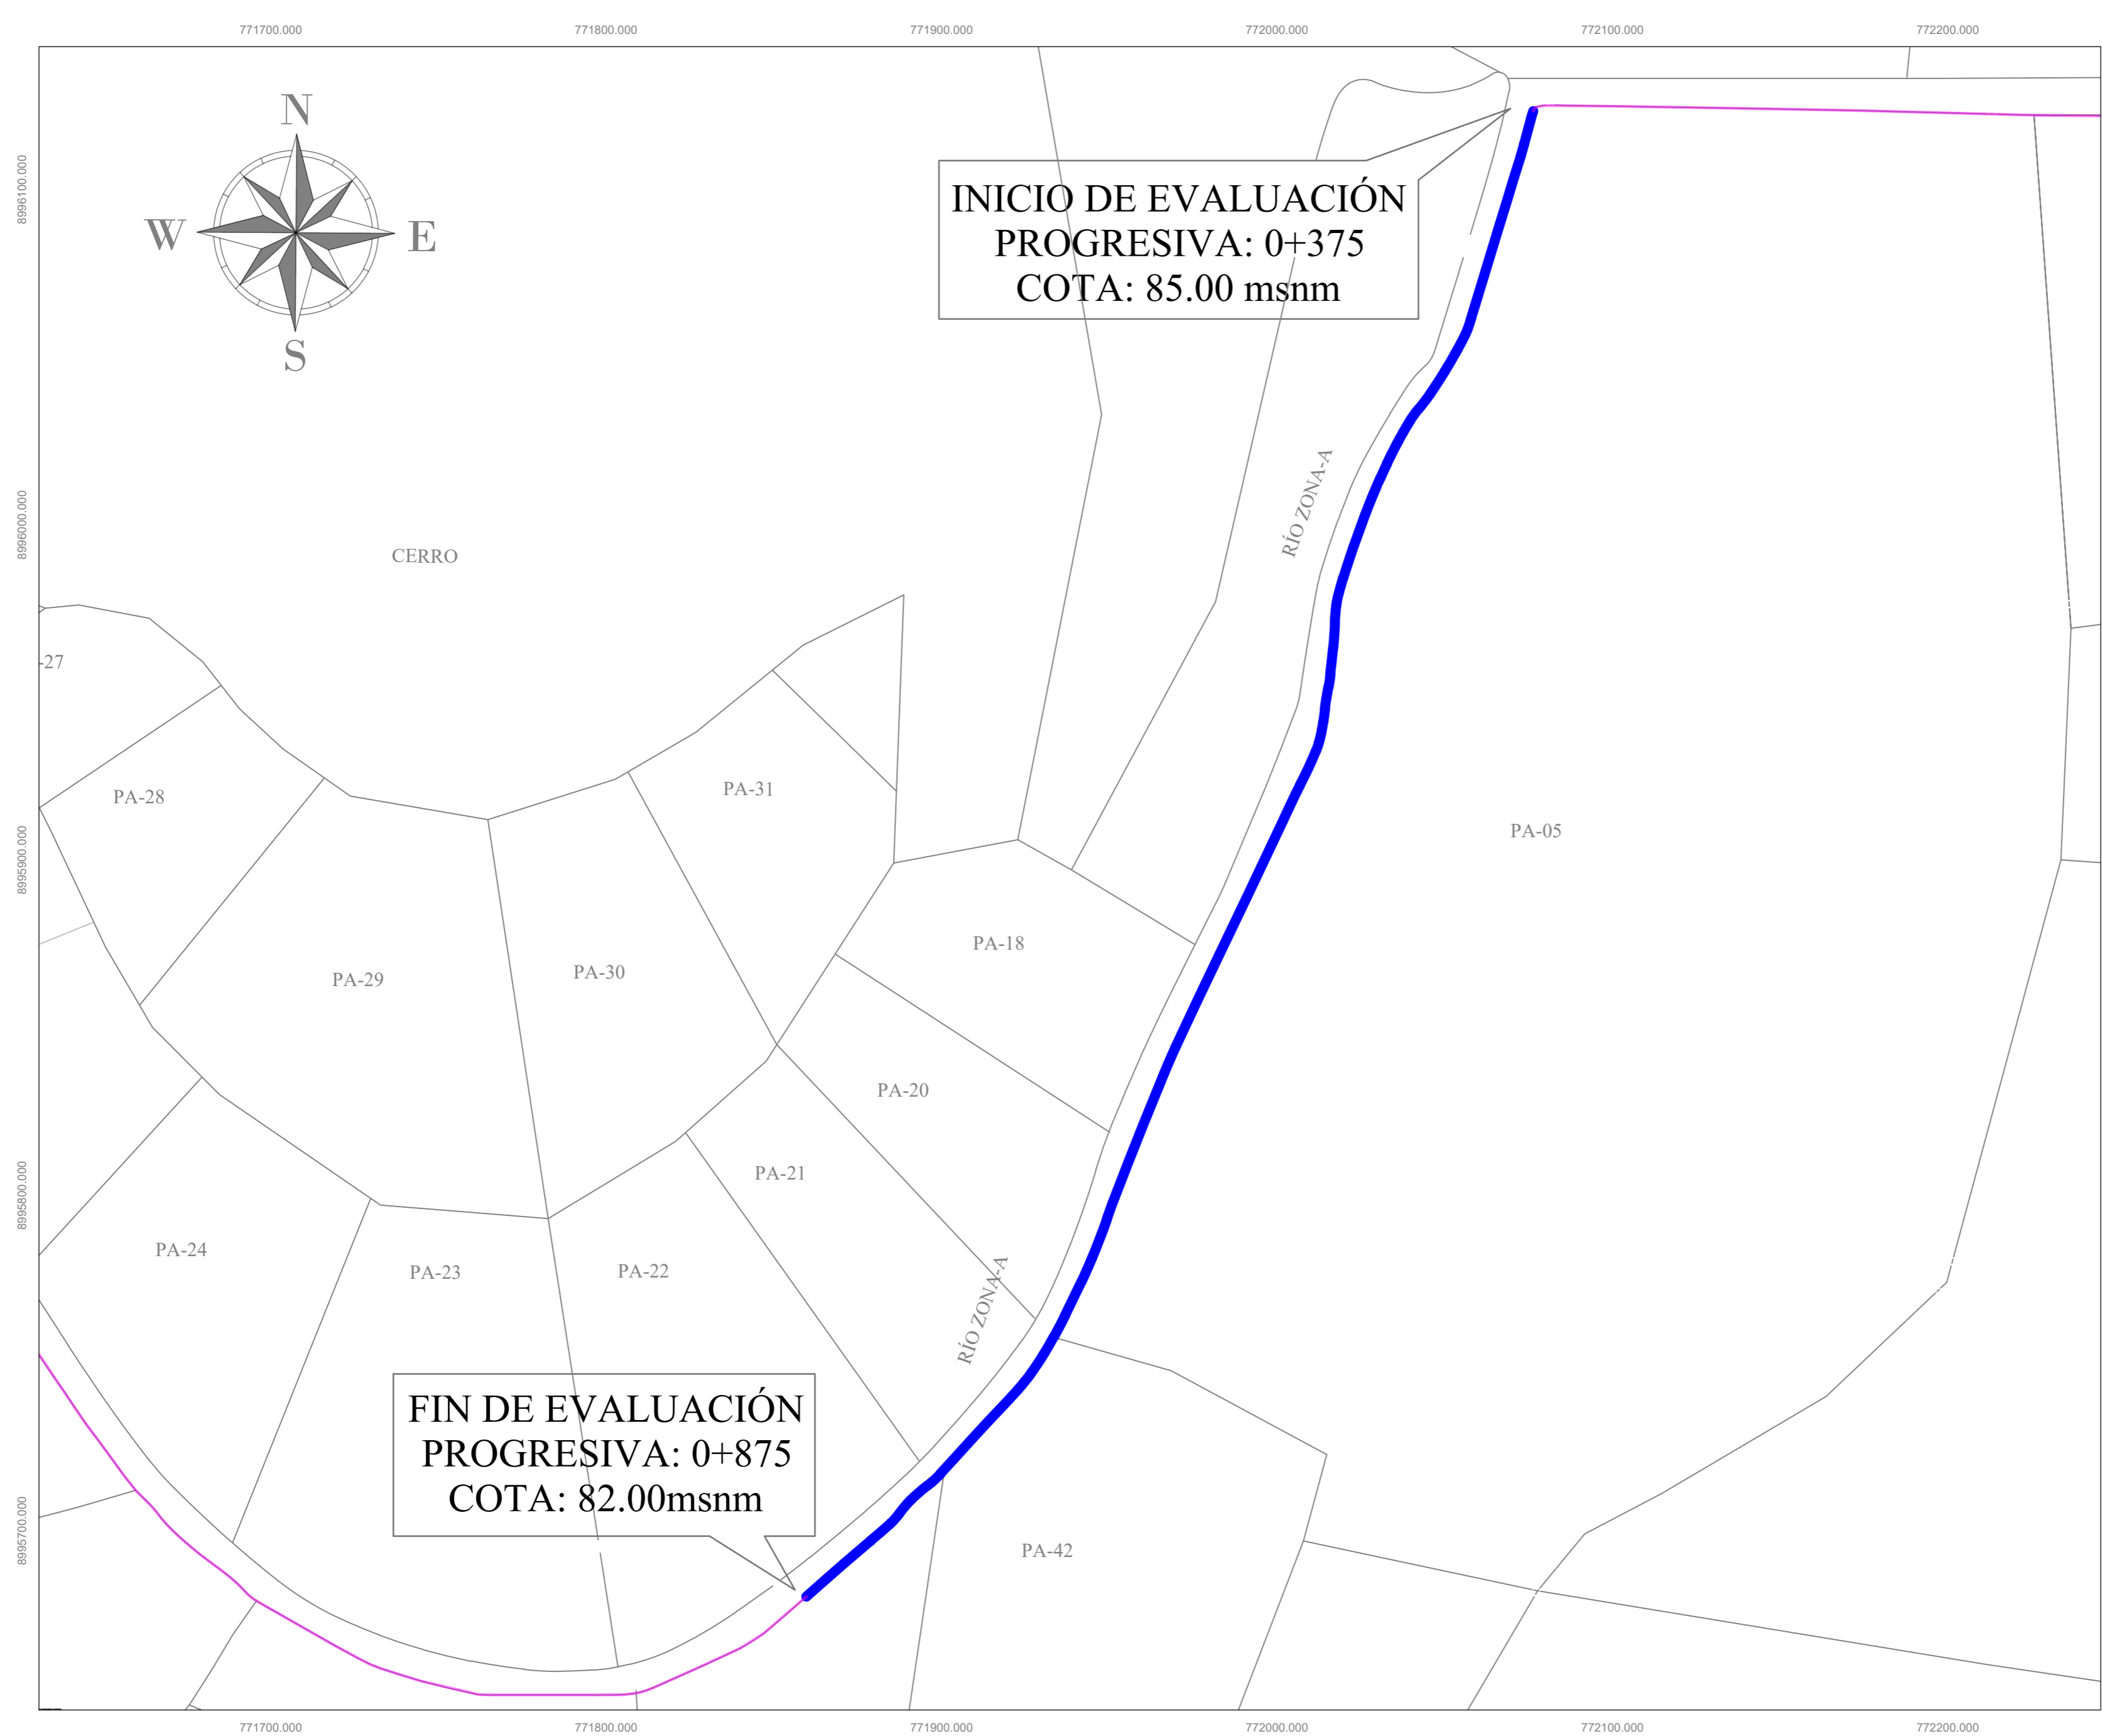 771700.000
771800.000
771900.000
772000.000
772100.000
772200.000
N
W
E
S
8996100.000
INICIO DE EVALUACIÓN
PROGRESIVA: 0+375
COTA: 85.00 msnm
8996000.000
RÍO ZONA-A
CERRO
-27
PA-28
PA-31
PA-05
8995900.000
PA-18
PA-29
PA-30
PA-20
PA-21
8995800.000
PA-24
PA-23
PA-22
RÍO ZONA-A
FIN DE EVALUACIÓN
PROGRESIVA: 0+875
COTA: 82.00msnm
8995700.000
PA-42
771700.000
771800.000
771900.000
772000.000
772100.000
772200.000